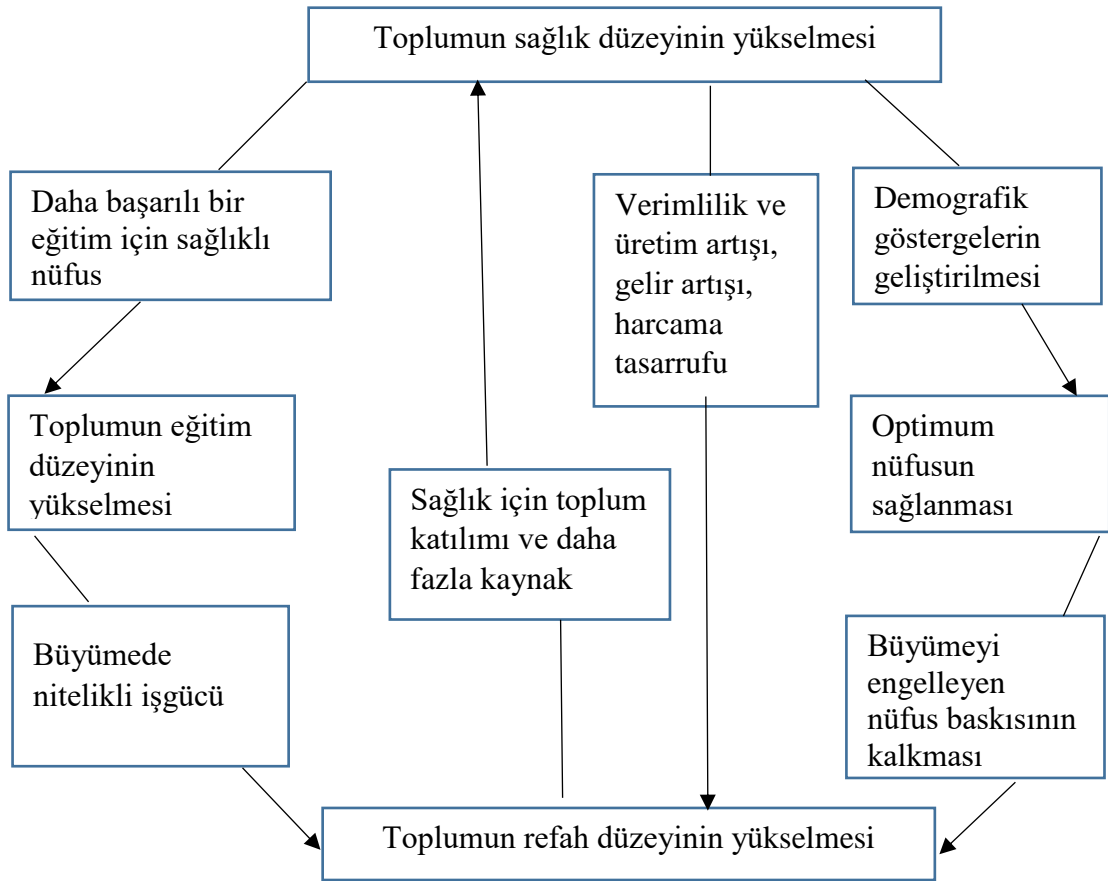 Toplumun sağlık düzeyinin yükselmesi
Daha başarılı bir
eğitim için sağlıklı
nüfus
Verimlilik ve
üretim artışı,
gelir artışı,
harcama
tasarrufu
Demografik
göstergelerin
geliştirilmesi
Toplumun eğitim
düzeyinin
yükselmesi
Sağlık için toplum
katılımı ve daha
fazla kaynak
Optimum
nüfusun
sağlanması
Büyümede
nitelikli işgücü
Büyümeyi
engelleyen
nüfus baskısının
kalkması
Toplumun refah düzeyinin yükselmesi